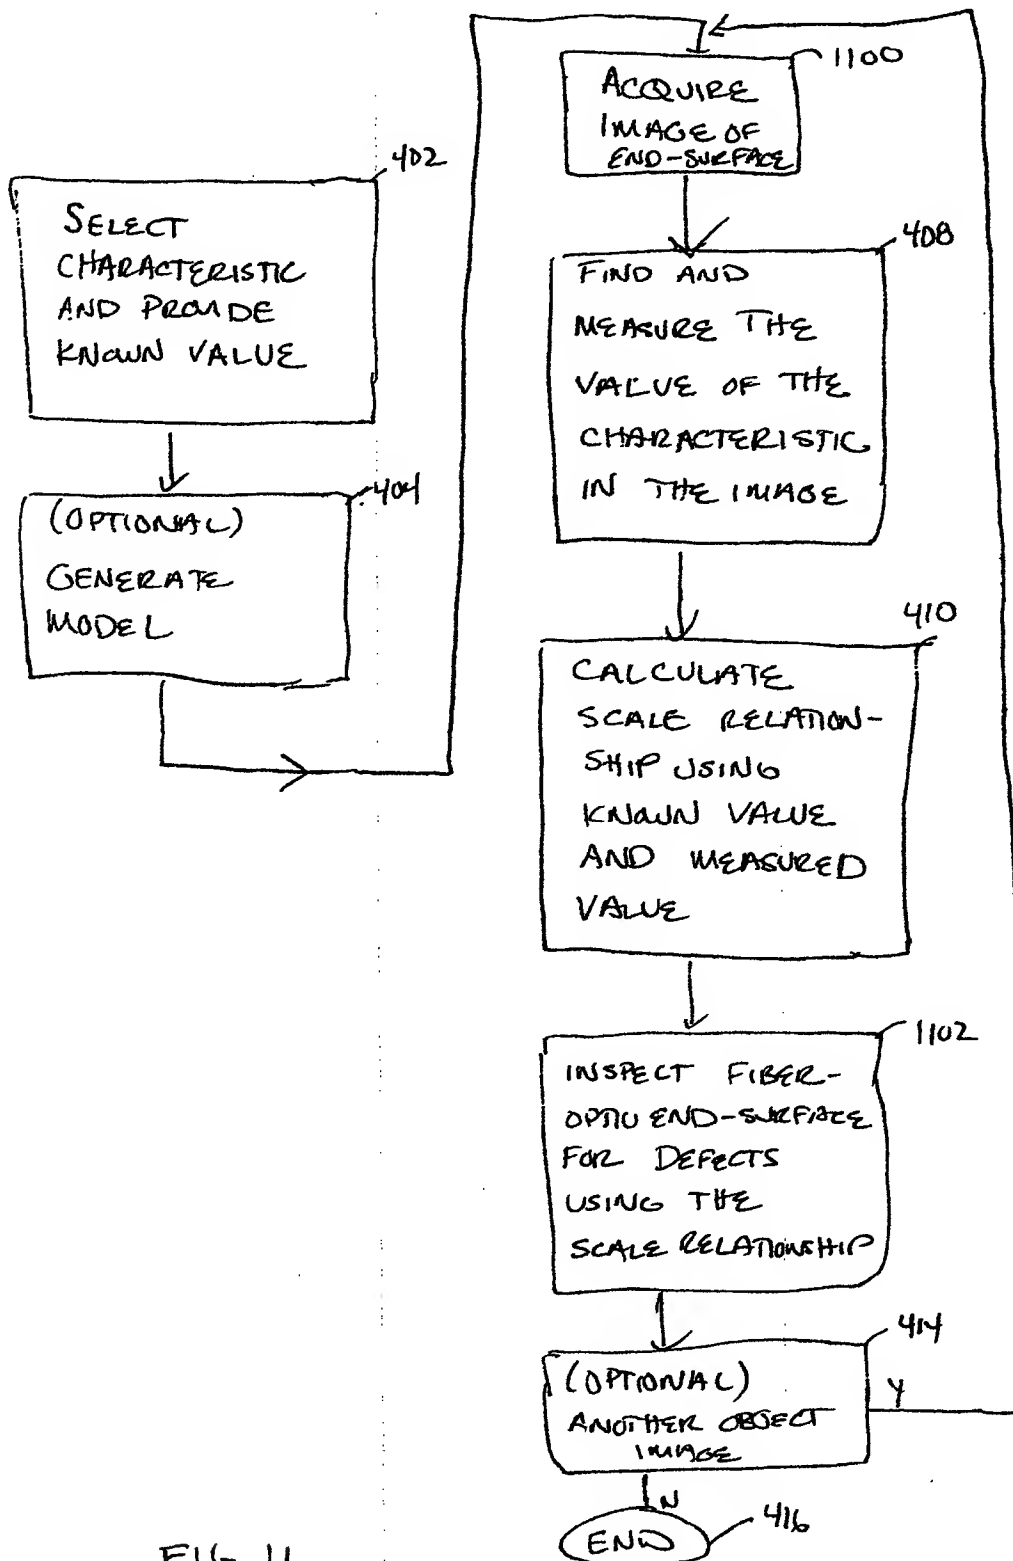 402
SELECT
CHARACTERISTIC
AND PROVIDE
KNOWN VALUE
404
(OPTIONAL)
GENERATE
MODEL
1100
ACQUIRE
IMAGE OF
END-SURFACE
408
FIND AND
MEASURE THE
VALUE OF THE
CHARACTERISTIC
IN THE IMAGE
410
CALCULATE
SCALE RELATION-
SHIP USING
KNOWN VALUE
AND MEASURED
VALUE
1102
INSPECT FIBER-
OPTIC END-SURFACE
FOR DEFECTS
USING THE
SCALE RELATIONSHIP
414
(OPTIONAL)
ANOTHER OBJECT
IMAGE
Y
N
END
416
FIG. 11